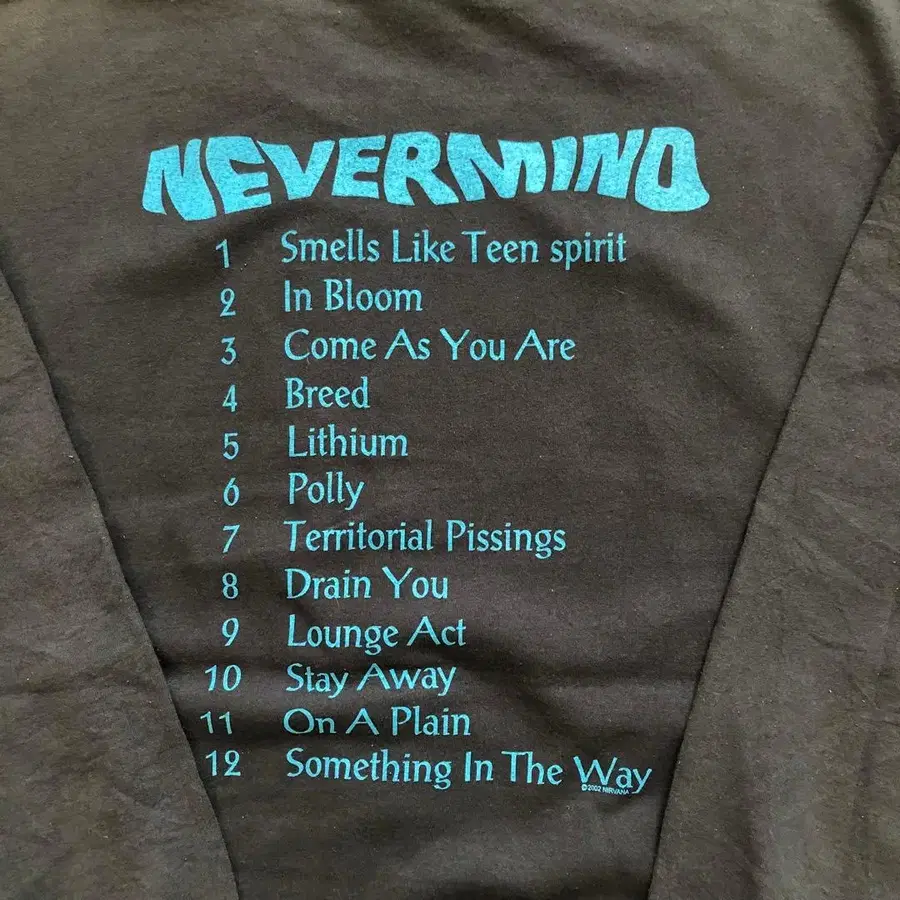 NEVERMIND
1 Smells Like Teen spirit
2 In Bloom
3 Come As You Are
4 Breed
5 Lithium
6 Polly
7 Territorial Pissings
8 Drain You
9 Lounge Act
10 Stay Away
11 On A Plain
12 Something In The Way
©2002 NIRVANA